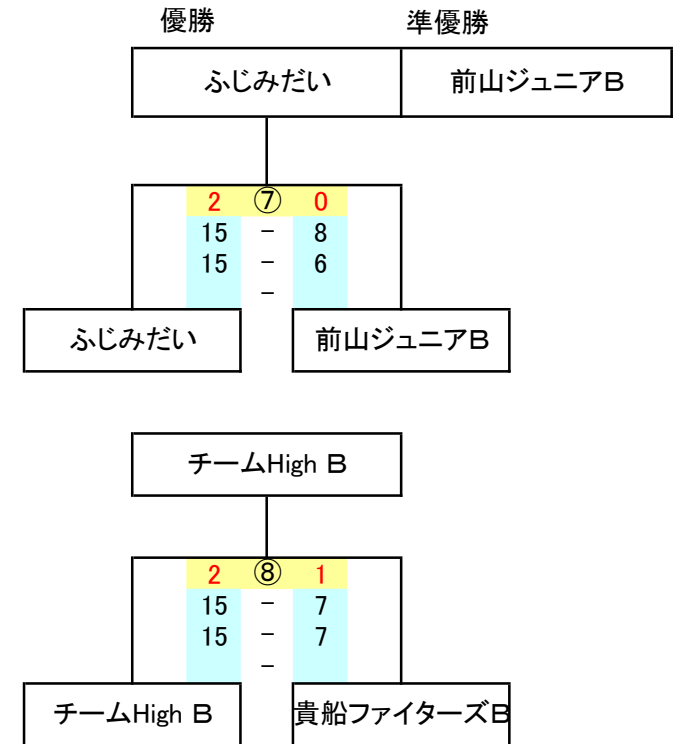 優勝 準優勝
ふじみだい 前山ジュニアＢ
2 ⑦ 0
15 － 8
15 － 6
－
ふじみだい 前山ジュニアＢ
チームHigh Ｂ
2 ⑧ 1
15 － 7
15 － 7
－
チームHigh Ｂ 貴船ファイターズＢ